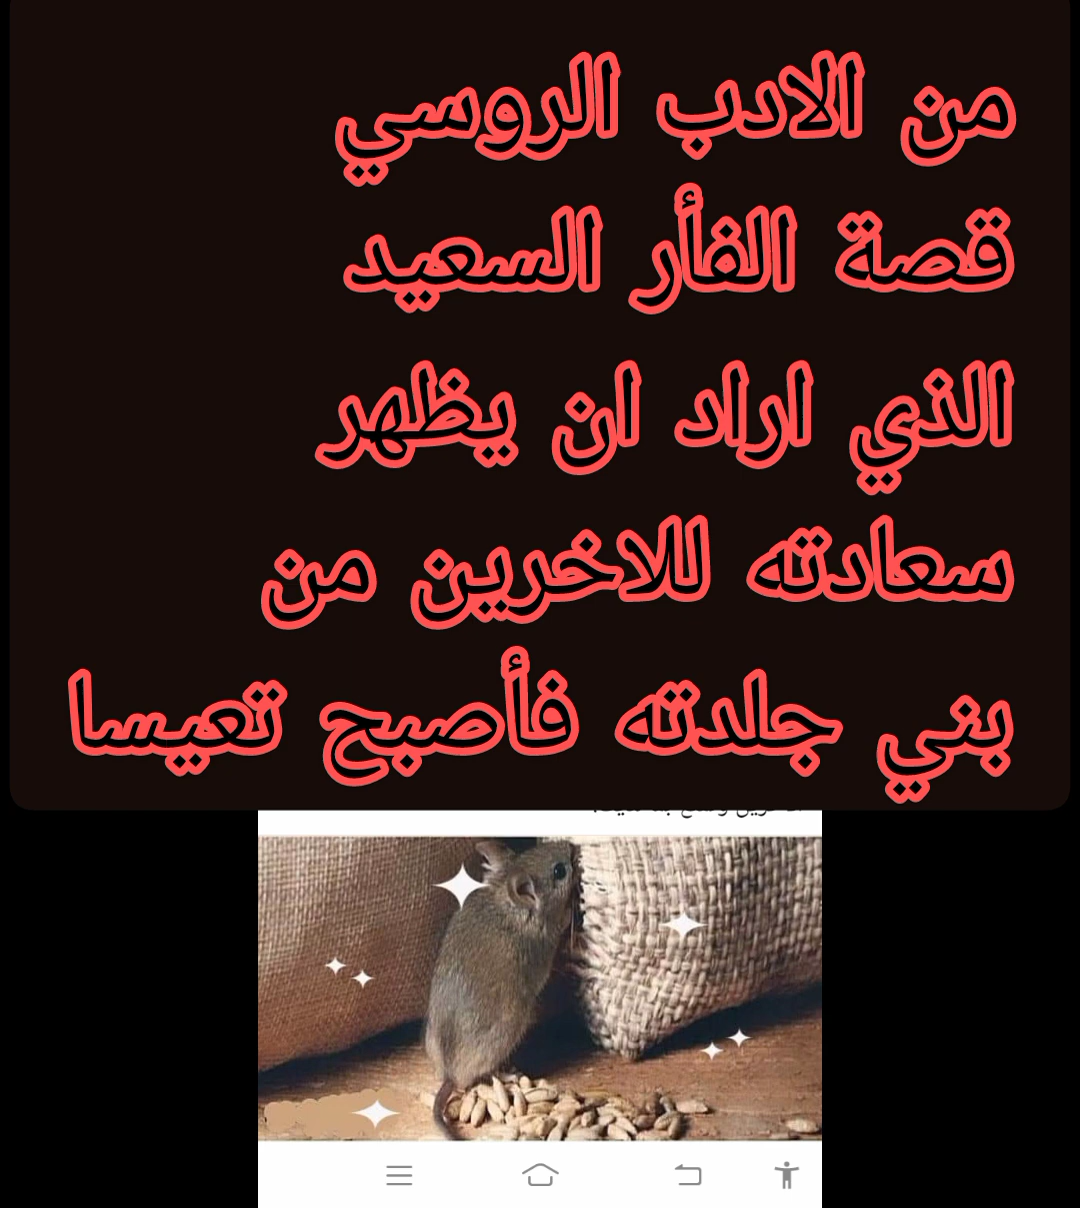 من الادب الروسي
قصة الفأر السعيد
الذي اراد ان يظهر
سعادته للاخرين من
بني جلدته فأصبح تعيسا